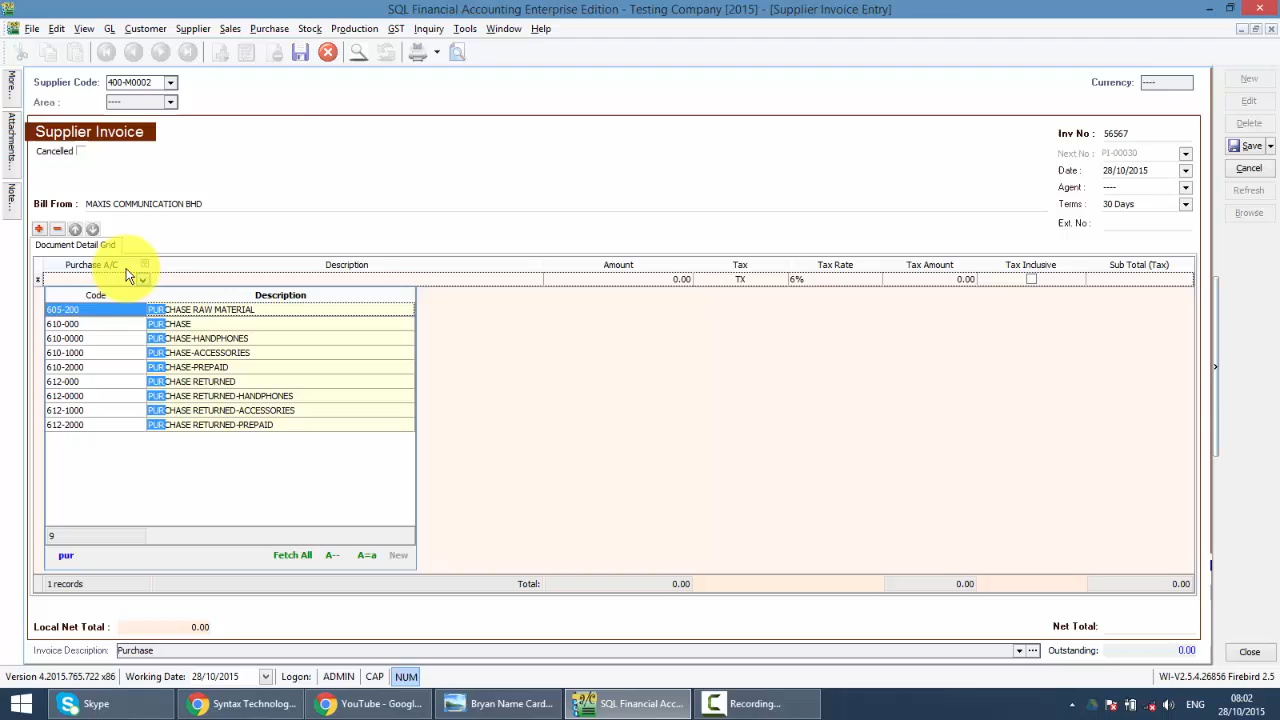 SQL Financial Accounting Enterprise Edition - Testing Company [2015] - [Supplier Invoice Entry]
File Edit View GL Customer Supplier Sales Purchase Stock Production GST Inquiry Tools Window Help
More...
Attachments...
Note...
Supplier Code: 400-M0002
Currency: ----
Area : ----
New
Edit
Delete
Save
Cancel
Refresh
Browse
Supplier Invoice
Cancelled
Inv No : 56567
Next No : PI-00030
Date : 28/10/2015
Agent : ----
Terms : 30 Days
Ext. No :
Bill From : MAXIS COMMUNICATION BHD
Document Detail Grid
Purchase A/C Description Amount Tax Tax Rate Tax Amount Tax Inclusive Sub Total (Tax)
0.00 TX 6% 0.00
Code Description
605-200 PURCHASE RAW MATERIAL
610-000 PURCHASE
610-0000 PURCHASE-HANDPHONES
610-1000 PURCHASE-ACCESSORIES
610-2000 PURCHASE-PREPAID
612-000 PURCHASE RETURNED
612-0000 PURCHASE RETURNED-HANDPHONES
612-1000 PURCHASE RETURNED-ACCESSORIES
612-2000 PURCHASE RETURNED-PREPAID
9
pur Fetch All A-- A=a New
1 records Total: 0.00 0.00 0.00
Local Net Total : 0.00 Net Total:
Invoice Description: Purchase Outstanding: 0.00
Close
Version 4.2015.765.722 x86 Working Date: 28/10/2015 Logon: ADMIN CAP NUM WI-V2.5.4.26856 Firebird 2.5
Skype Syntax Technolog... YouTube - Googl... Bryan Name Card... SQL Financial Acc... Recording...
08:02
28/10/2015